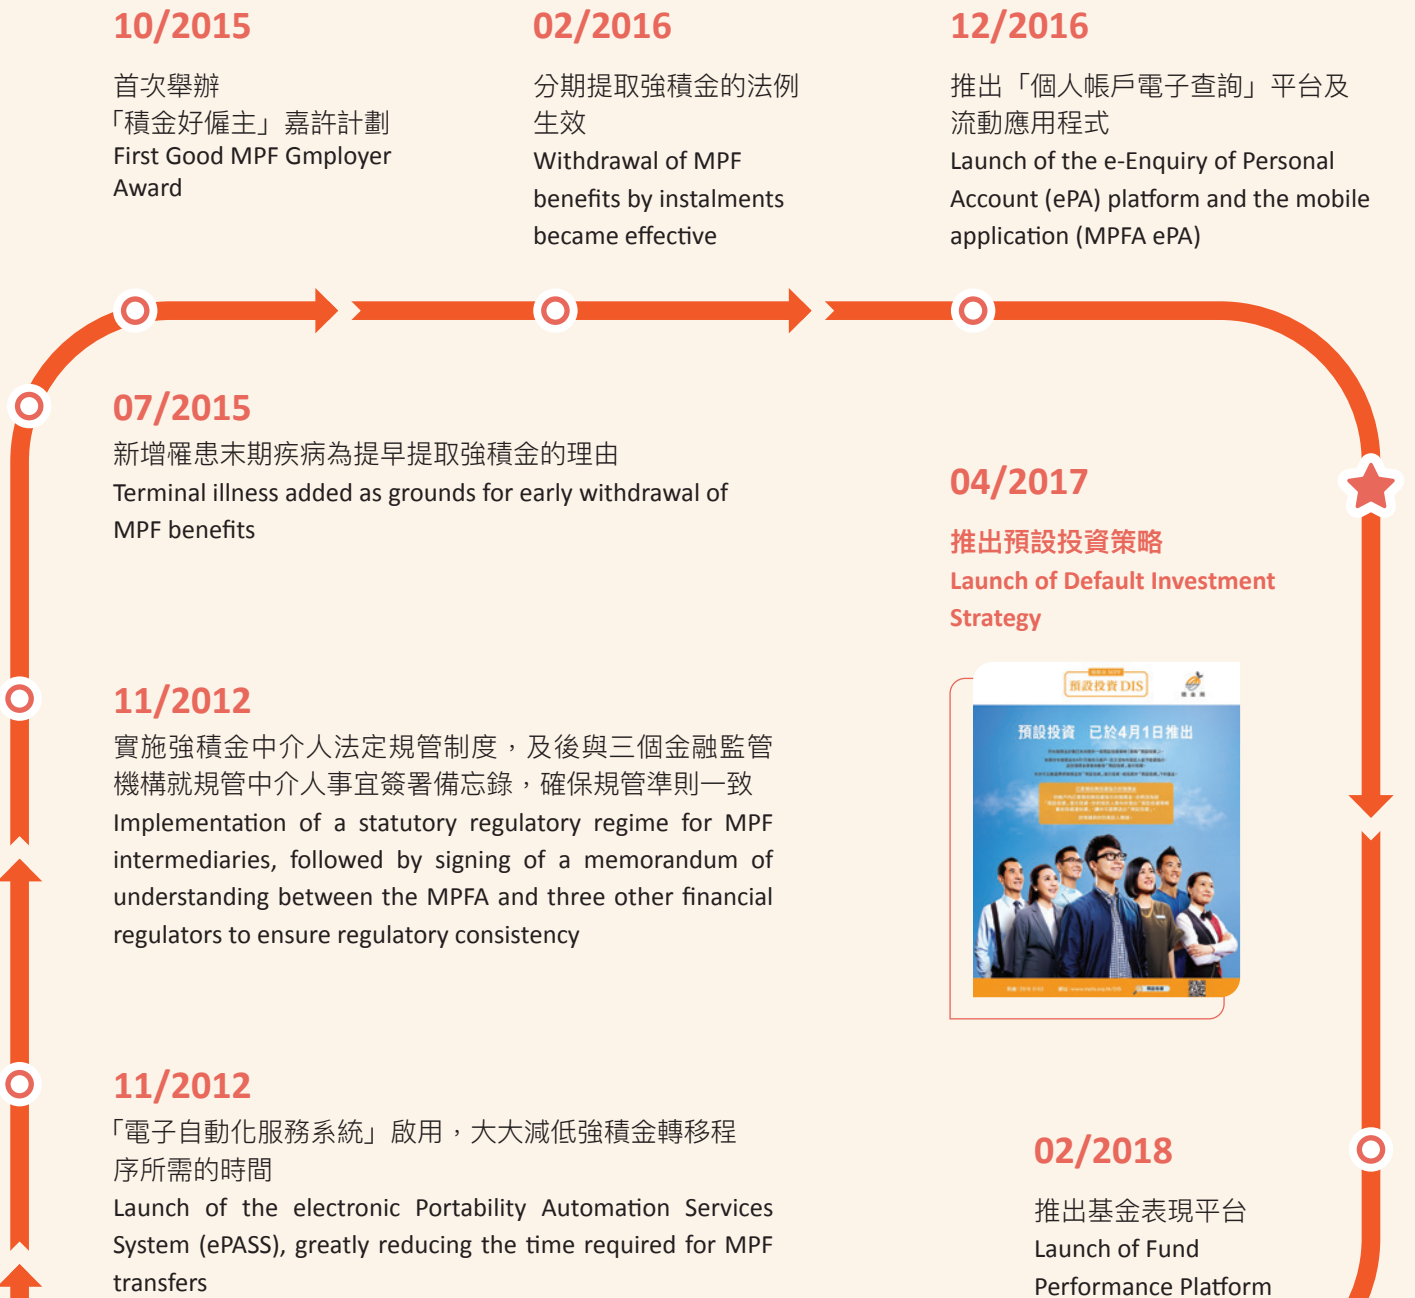 10/2015
首次舉辦
「積金好僱主」嘉許計劃
First Good MPF Gmployer
Award
02/2016
分期提取強積金的法例
生效
Withdrawal of MPF
benefits by instalments
became effective
12/2016
推出「個人帳戶電子查詢」平台及
流動應用程式
Launch of the e-Enquiry of Personal
Account (ePA) platform and the mobile
application (MPFA ePA)
07/2015
新增罹患末期疾病為提早提取強積金的理由
Terminal illness added as grounds for early withdrawal of
MPF benefits
04/2017
推出預設投資策略
Launch of Default Investment
Strategy
預設投資 DIS
積金局
預設投資 已於4月1日推出
11/2012
實施強積金中介人法定規管制度，及後與三個金融監管
機構就規管中介人事宜簽署備忘錄，確保規管準則一致
Implementation of a statutory regulatory regime for MPF
intermediaries, followed by signing of a memorandum of
understanding between the MPFA and three other financial
regulators to ensure regulatory consistency
11/2012
「電子自動化服務系統」啟用，大大減低強積金轉移程
序所需的時間
Launch of the electronic Portability Automation Services
System (ePASS), greatly reducing the time required for MPF
transfers
02/2018
推出基金表現平台
Launch of Fund
Performance Platform